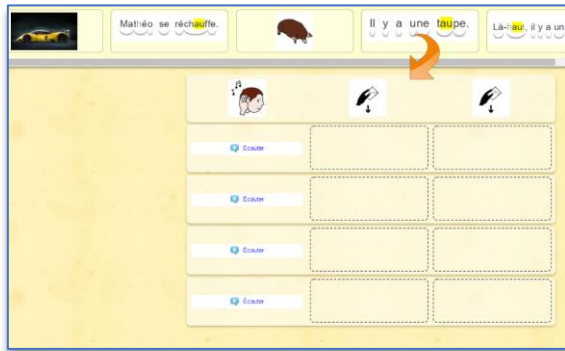 Mathéo se réchauffe.
Il y a une taupe.
Là-haut, il y a un
Écouter
Écouter
Écouter
Écouter